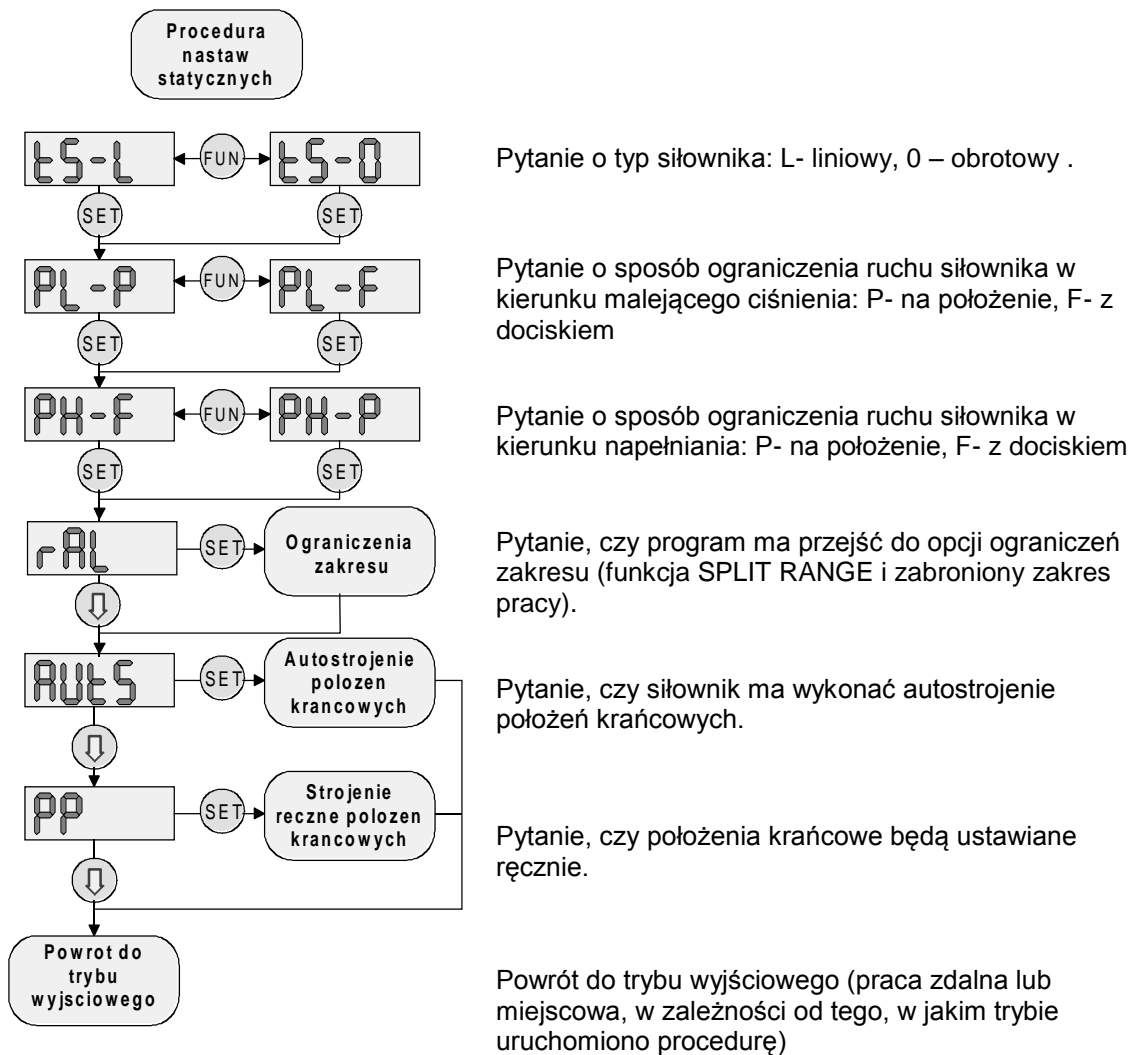 Procedura
nastaw
statycznych
tS-L
FUN
tS-0
Pytanie o typ siłownika: L- liniowy, 0 – obrotowy .
SET
SET
PL-P
FUN
PL-F
Pytanie o sposób ograniczenia ruchu siłownika w
kierunku malejącego ciśnienia: P- na położenie, F- z
dociskiem
SET
SET
PH-F
FUN
PH-P
Pytanie o sposób ograniczenia ruchu siłownika w
kierunku napełniania: P- na położenie, F- z dociskiem
SET
SET
rAL
SET
Ograniczenia
zakresu
Pytanie, czy program ma przejść do opcji ograniczeń
zakresu (funkcja SPLIT RANGE i zabroniony zakres
pracy).
AUtS
SET
Autostrojenie
polozen
krancowych
Pytanie, czy siłownik ma wykonać autostrojenie
położeń krańcowych.
PP
SET
Strojenie
reczne polozen
krancowych
Pytanie, czy położenia krańcowe będą ustawiane
ręcznie.
Powrot do
trybu
wyjsciowego
Powrót do trybu wyjściowego (praca zdalna lub
miejscowa, w zależności od tego, w jakim trybie
uruchomiono procedurę)